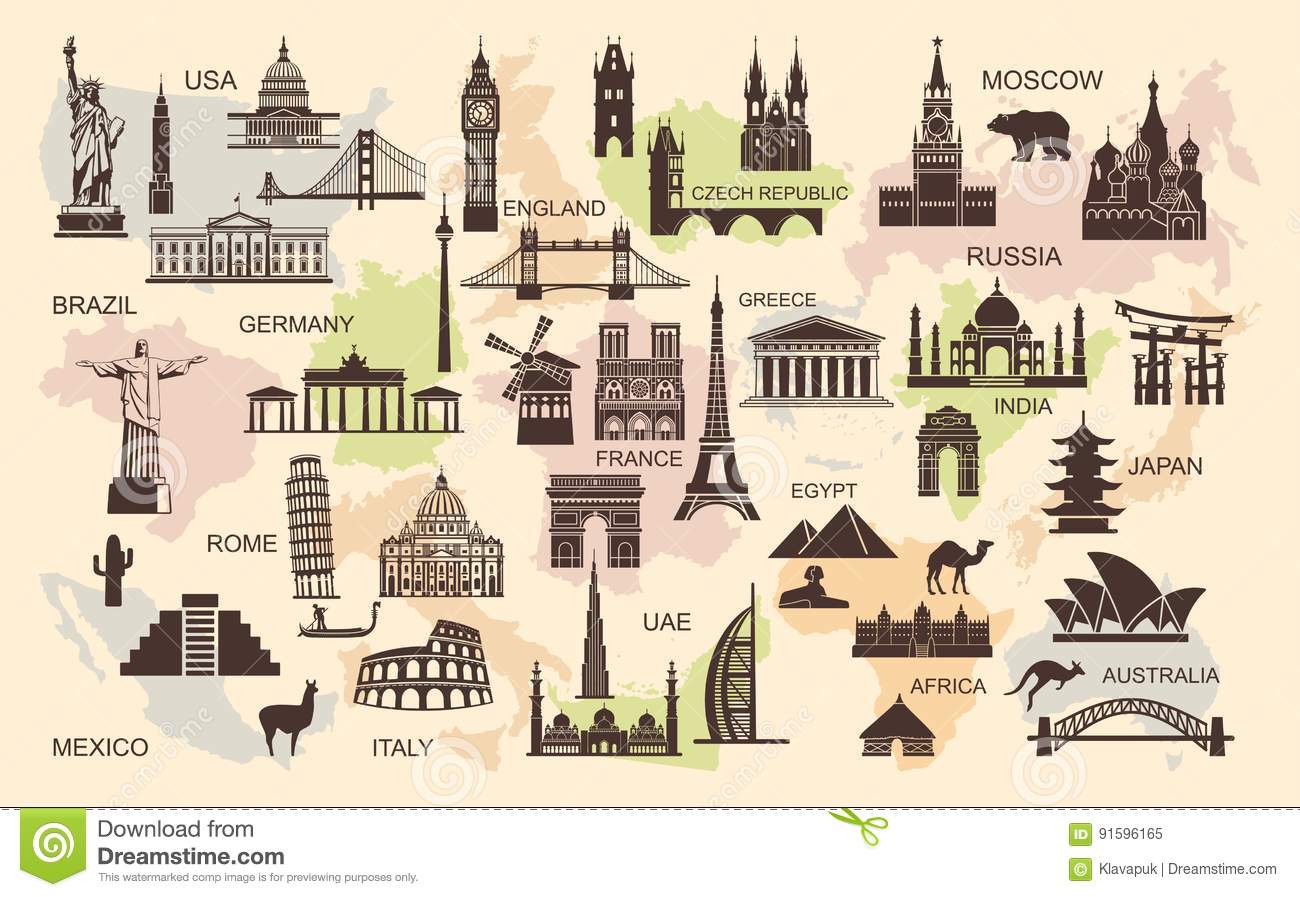 USA
MOSCOW
CZECH REPUBLIC
ENGLAND
RUSSIA
BRAZIL
GERMANY
GREECE
INDIA
FRANCE
JAPAN
EGYPT
ROME
UAE
AFRICA
AUSTRALIA
MEXICO
ITALY
Download from
Dreamstime.com
This watermarked comp image is for previewing purposes only.
ID 91596165
© Klavapuk | Dreamstime.com